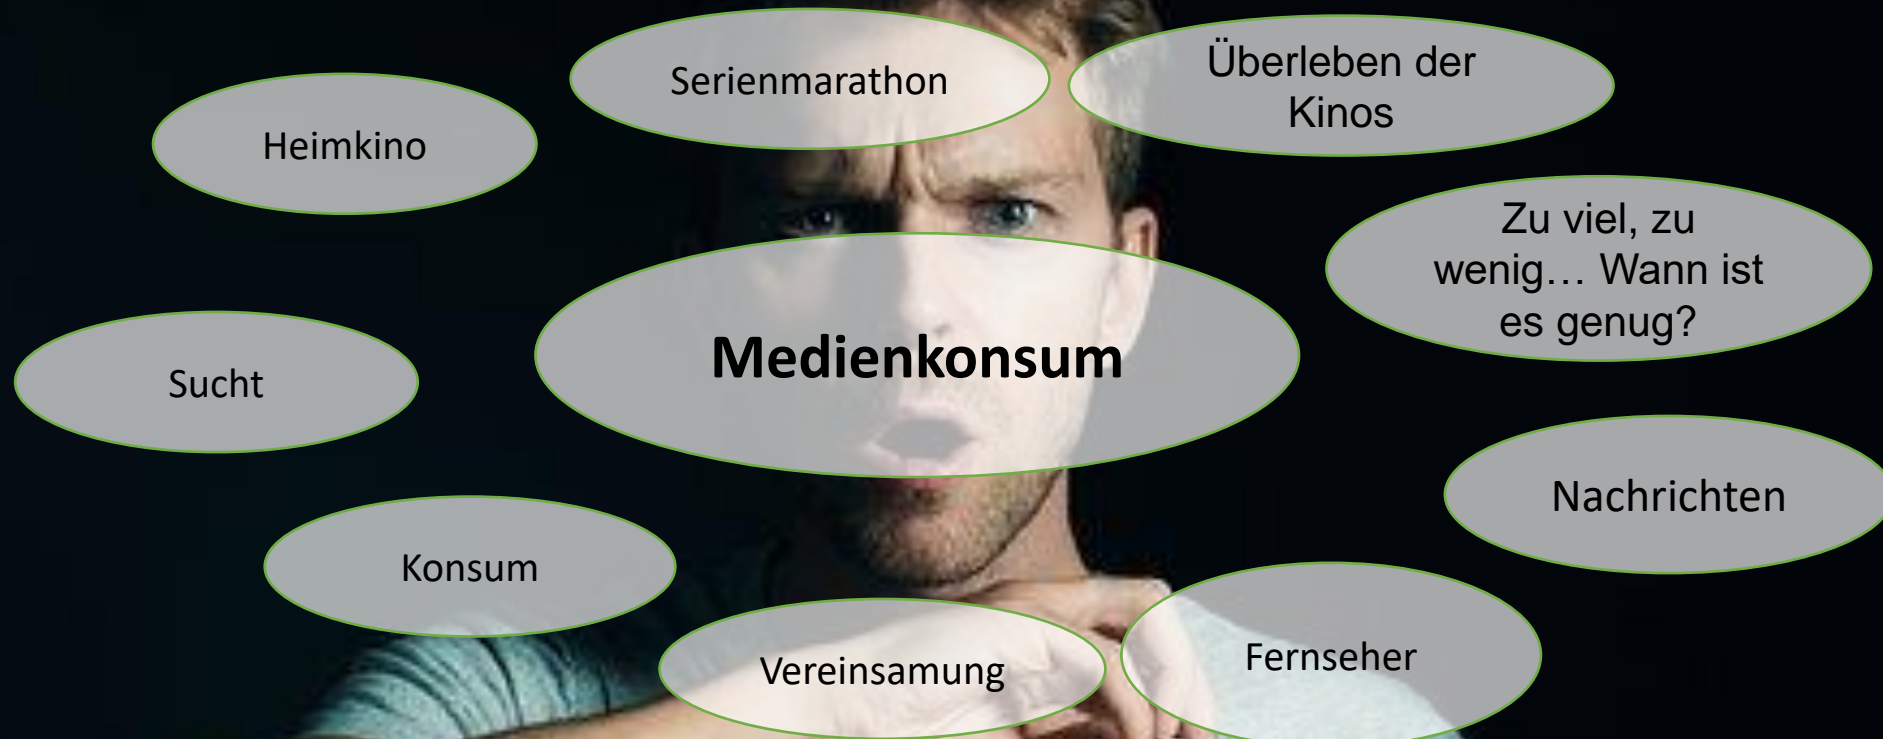 Serienmarathon
Überleben der
Kinos
Heimkino
Zu viel, zu
wenig… Wann ist
es genug?
Medienkonsum
Sucht
Nachrichten
Konsum
Vereinsamung
Fernseher